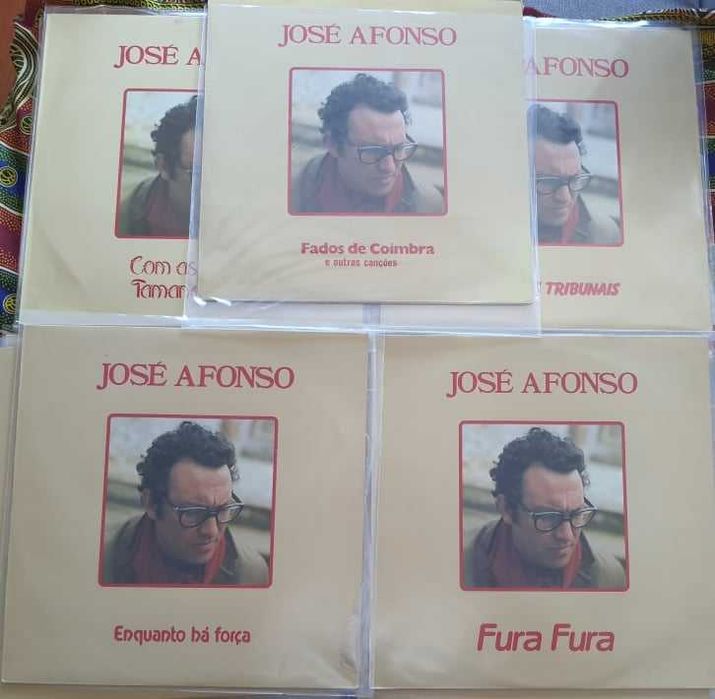 JOSÉ A
Com as
Taman
JOSÉ AFONSO
Fados de Coimbra
e outras canções
AFONSO
TRIBUNAIS
JOSÉ AFONSO
Enquanto há força
JOSÉ AFONSO
Fura Fura